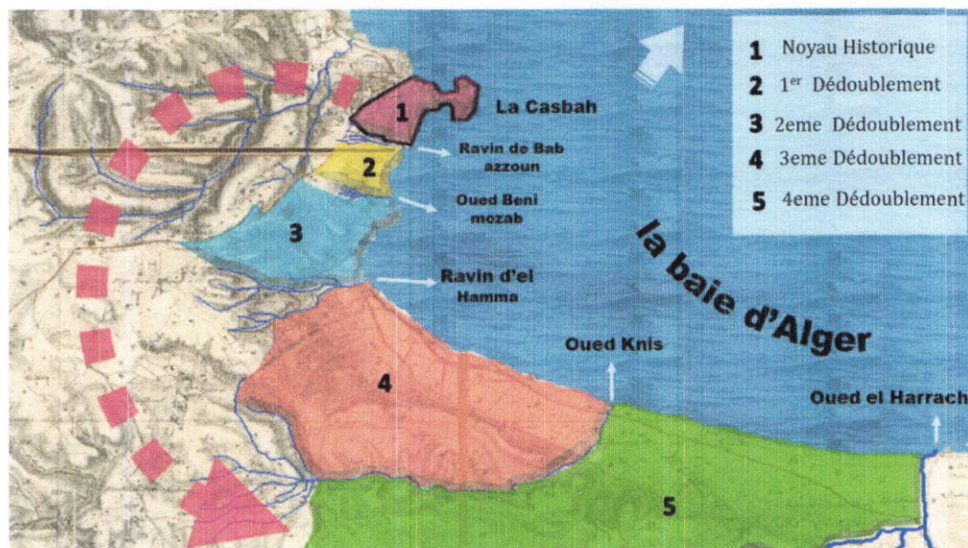 1 Noyau Historique
2 1er Dédoublement
3 2eme Dédoublement
4 3eme Dédoublement
5 4eme Dédoublement
1
La Casbah
Ravin de Bab
azzoun
2
Oued Beni
mozab
3
Ravin d'el
Hamma
la baie d'Alger
Oued Knis
4
Oued el Harrach
5